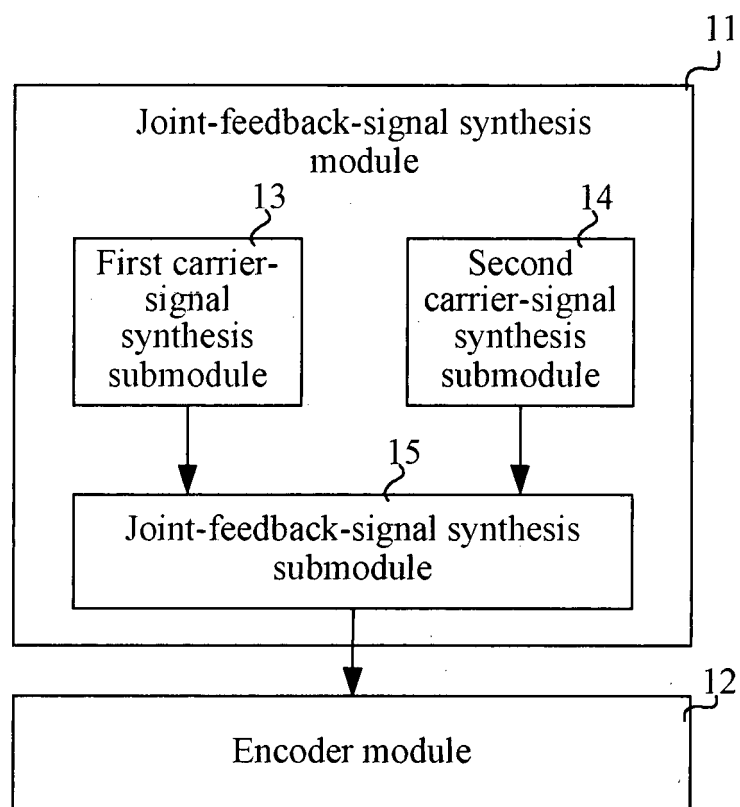 11
Joint-feedback-signal synthesis
module
13
14
First carrier-
signal
synthesis
submodule
Second
carrier-signal
synthesis
submodule
15
Joint-feedback-signal synthesis
submodule
12
Encoder module